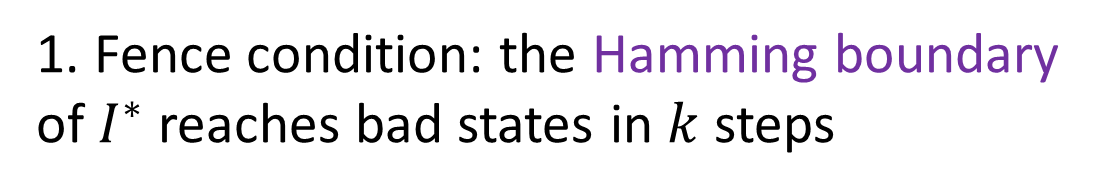 1. Fence condition: the Hamming boundary
of I* reaches bad states in k steps